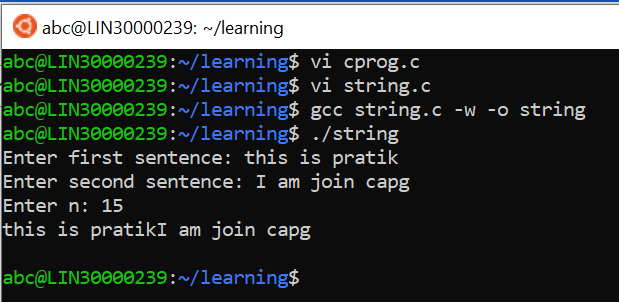 abc@LIN30000239: ~/learning
abc@LIN30000239:~/learning$ vi cprog.c
abc@LIN30000239:~/learning$ vi string.c
abc@LIN30000239:~/learning$ gcc string.c -w -o string
abc@LIN30000239:~/learning$ ./string
Enter first sentence: this is pratik
Enter second sentence: I am join capg
Enter n: 15
this is pratikI am join capg
abc@LIN30000239:~/learning$